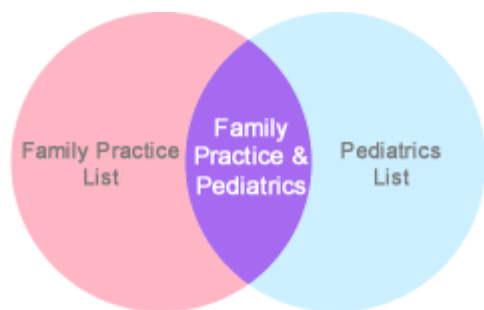 Family Practice
List
Family
Practice &
Pediatrics
Pediatrics
List